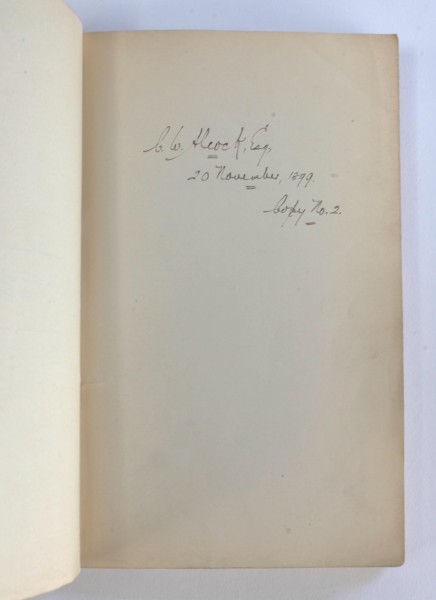 C. W. Alcock, Esq,
20 November, 1899.
Copy No. 2.